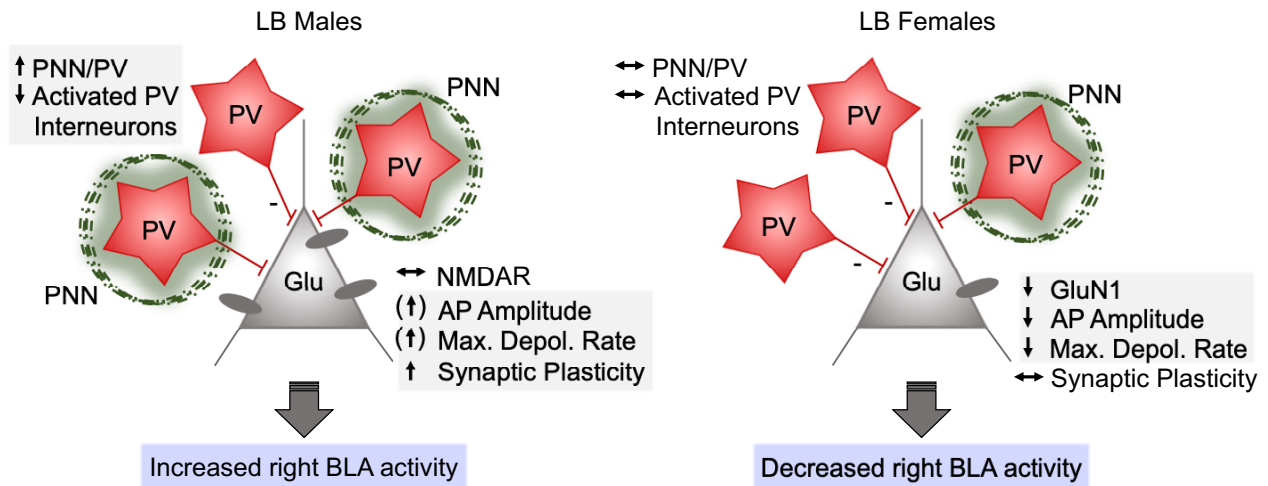 LB Males
↑ PNN/PV
↓ Activated PV
Interneurons
PV
PNN
PV
PV
PNN
-
Glu
↔ NMDAR
(↑) AP Amplitude
(↑) Max. Depol. Rate
↑ Synaptic Plasticity
Increased right BLA activity
LB Females
↔ PNN/PV
↔ Activated PV
Interneurons
PV
PNN
PV
PV
-
-
Glu
↓ GluN1
↓ AP Amplitude
↓ Max. Depol. Rate
↔ Synaptic Plasticity
Decreased right BLA activity